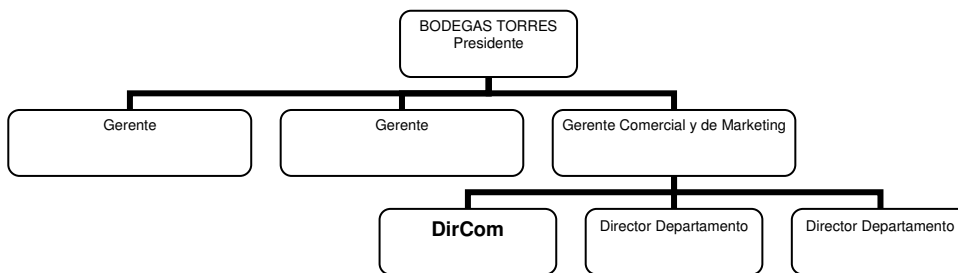 BODEGAS TORRES
Presidente
Gerente
Gerente
Gerente Comercial y de Marketing
DirCom
Director Departamento
Director Departamento